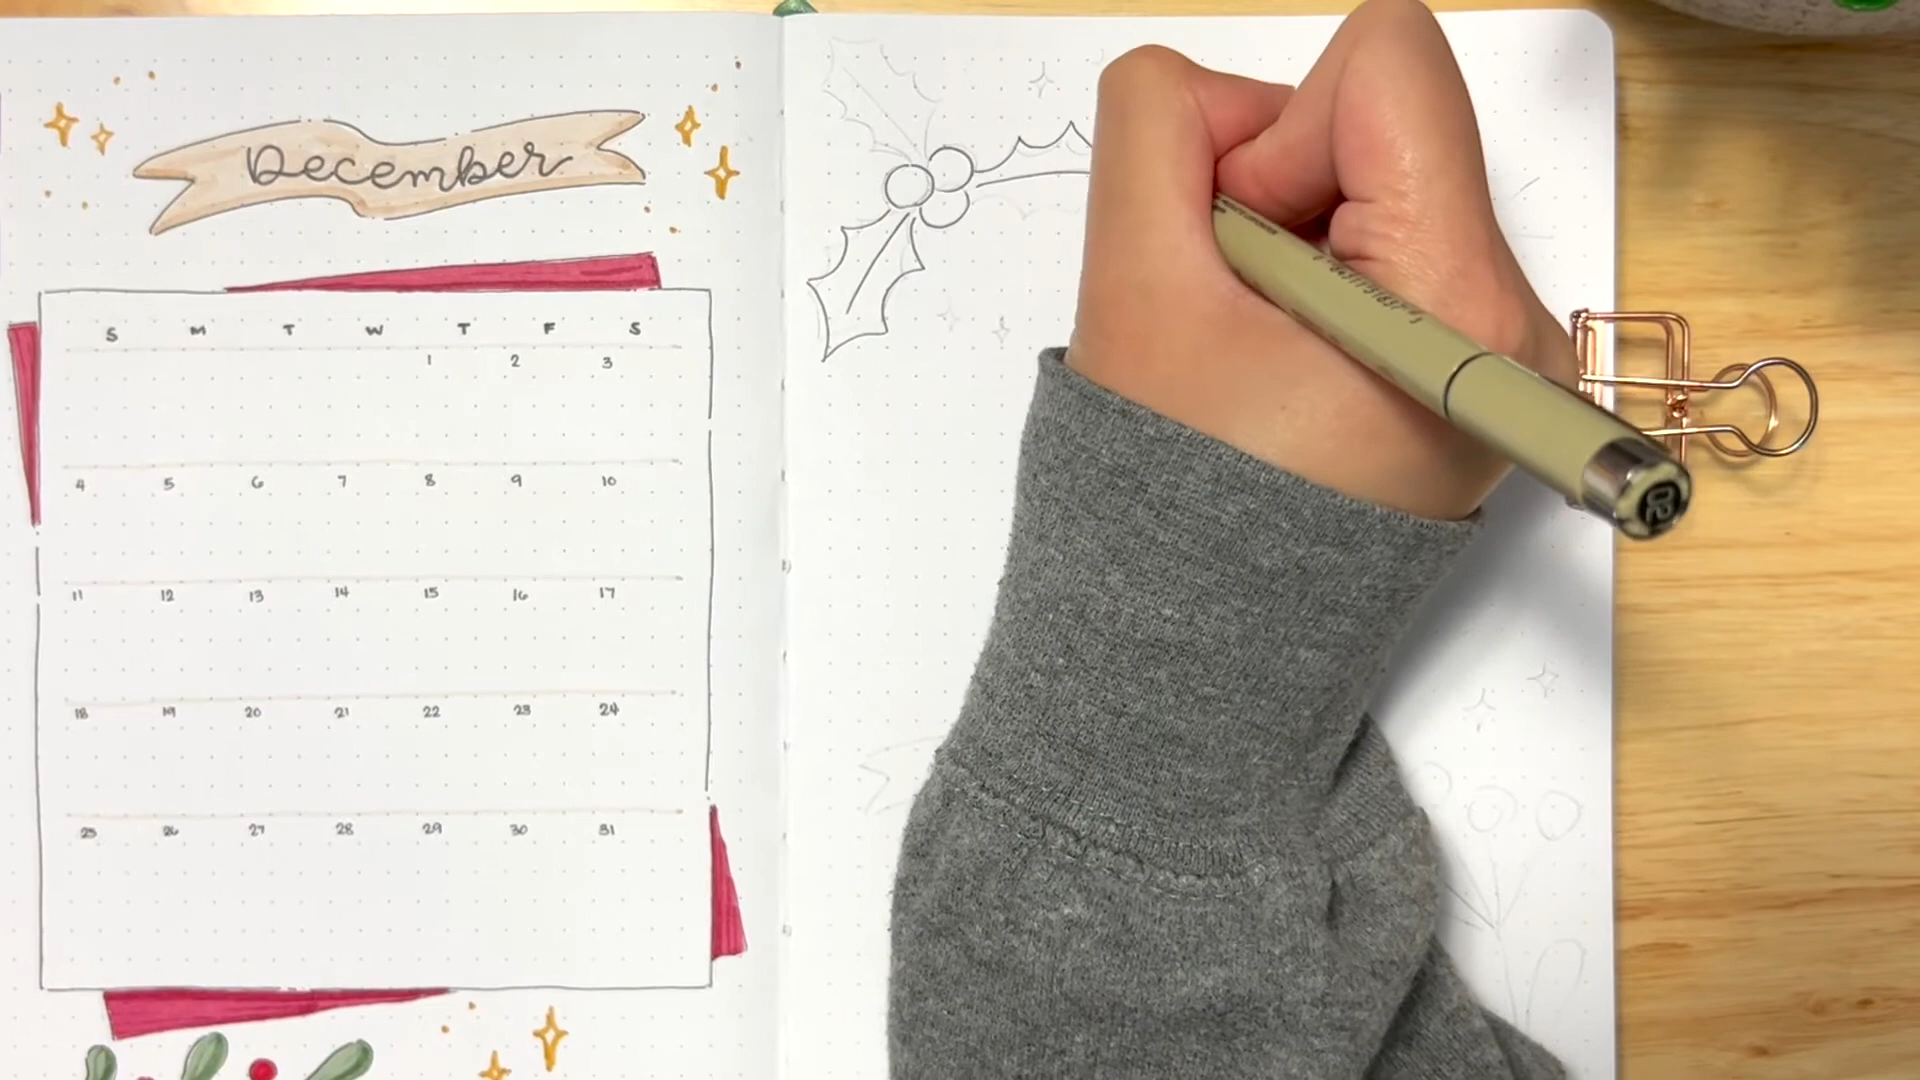 December
S M T W T F S
1 2 3
4 5 6 7 8 9 10
11 12 13 14 15 16 17
18 19 20 21 22 23 24
25 26 27 28 29 30 31
02